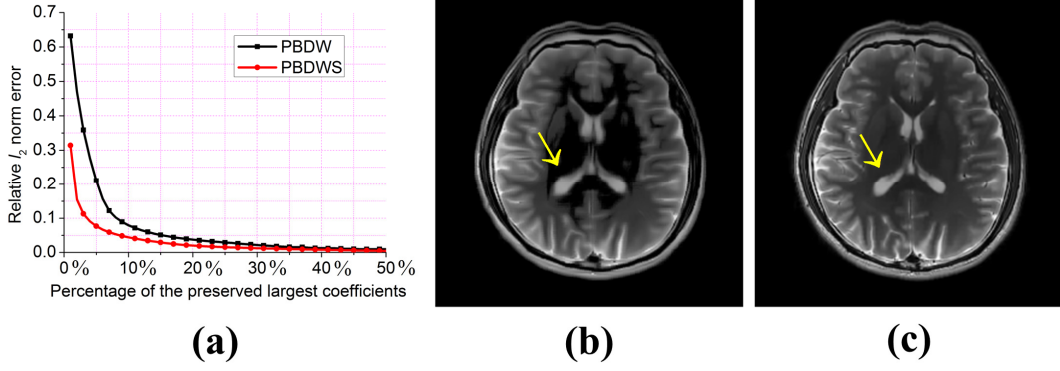 0.7
0.6
0.5
0.4
0.3
0.2
0.1
0.0
Relative l₂ norm error
PBDW
PBDWS
0% 10% 20% 30% 40% 50%
Percentage of the preserved largest coefficients
(a) (b) (c)